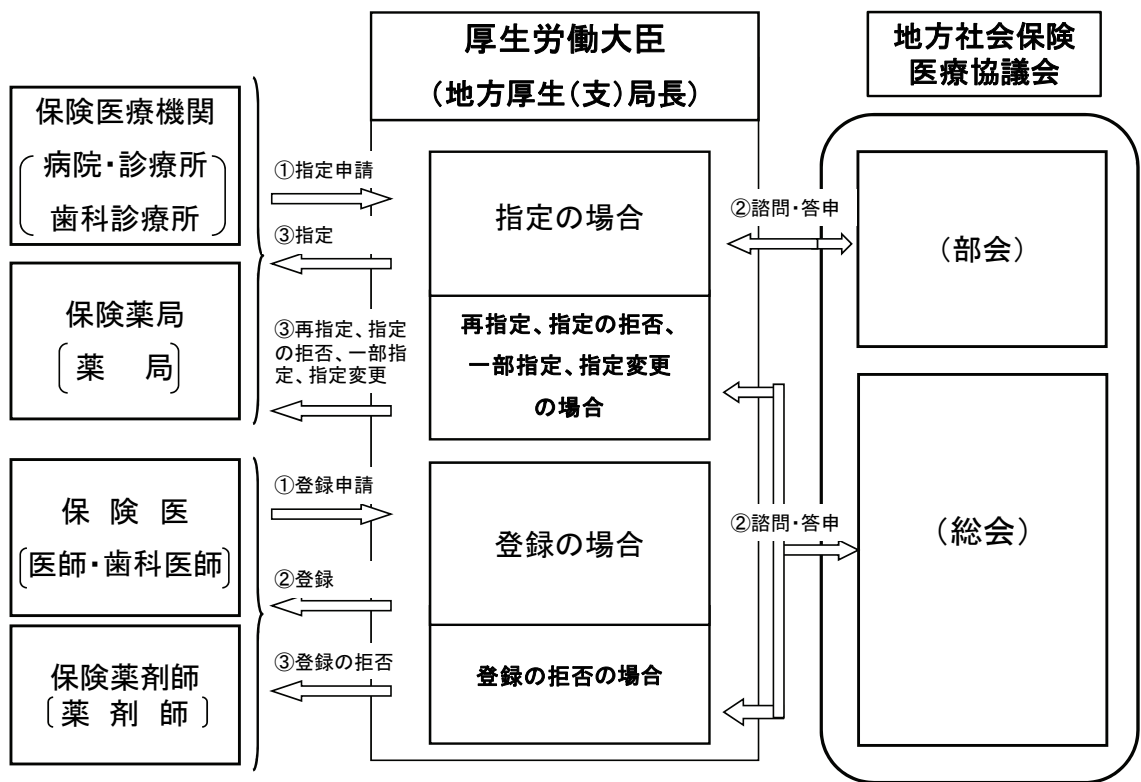 厚生労働大臣
(地方厚生(支)局長)
地方社会保険
医療協議会
保険医療機関
病院・診療所
歯科診療所
保険薬局
薬 局
①指定申請
③指定
③再指定、指定
の拒否、一部指
定、指定変更
指定の場合
再指定、指定の拒否、
一部指定、指定変更
の場合
②諮問・答申
(部会)
保 険 医
医師・歯科医師
保険薬剤師
薬 剤 師
①登録申請
②登録
③登録の拒否
登録の場合
登録の拒否の場合
②諮問・答申
(総会)